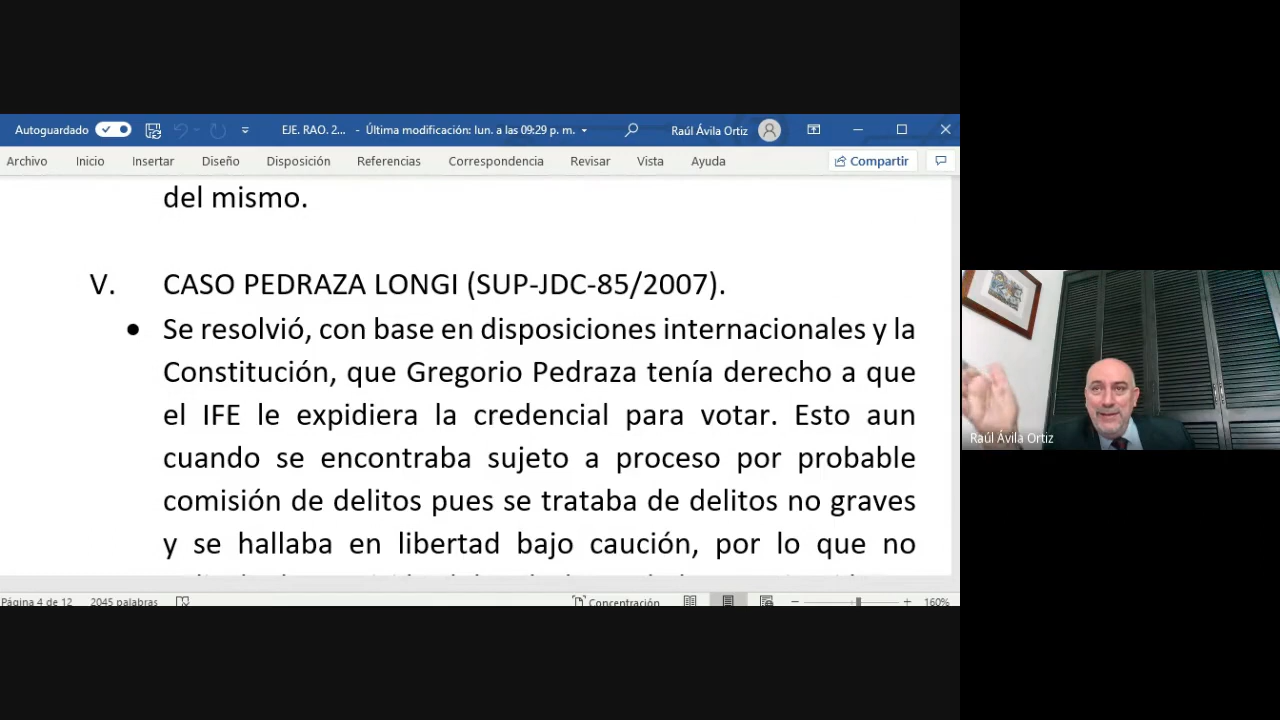 Autoguardado EJE. RAO. 2... - Última modificación: lun. a las 09:29 p. m. Raúl Ávila Ortiz
Archivo Inicio Insertar Diseño Disposición Referencias Correspondencia Revisar Vista Ayuda Compartir
del mismo.
V. CASO PEDRAZA LONGI (SUP-JDC-85/2007).
• Se resolvió, con base en disposiciones internacionales y la
Constitución, que Gregorio Pedraza tenía derecho a que
el IFE le expidiera la credencial para votar. Esto aun
cuando se encontraba sujeto a proceso por probable
comisión de delitos pues se trataba de delitos no graves
y se hallaba en libertad bajo caución, por lo que no
Página 4 de 12 2045 palabras Concentración 160%
Raúl Ávila Ortiz